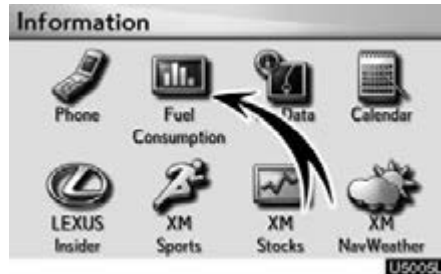 Information
Phone
Fuel
Consumption
Data
Calendar
LEXUS
Insider
XM
Sports
XM
Stocks
XM
NavWeather